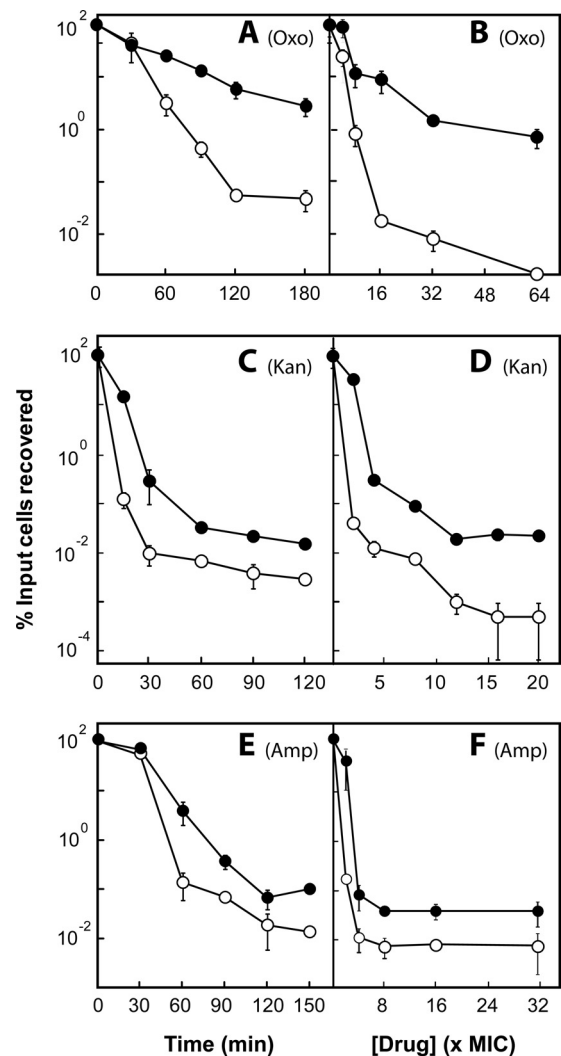 A (Oxo)
B (Oxo)
10^2
10^0
10^-2
0 60 120 180
16 32 48 64
C (Kan)
D (Kan)
10^2
10^0
10^-2
10^-4
0 30 60 90 120
5 10 15 20
% Input cells recovered
E (Amp)
F (Amp)
10^2
10^0
10^-2
0 30 60 90 120 150
8 16 24 32
Time (min)
[Drug] (x MIC)